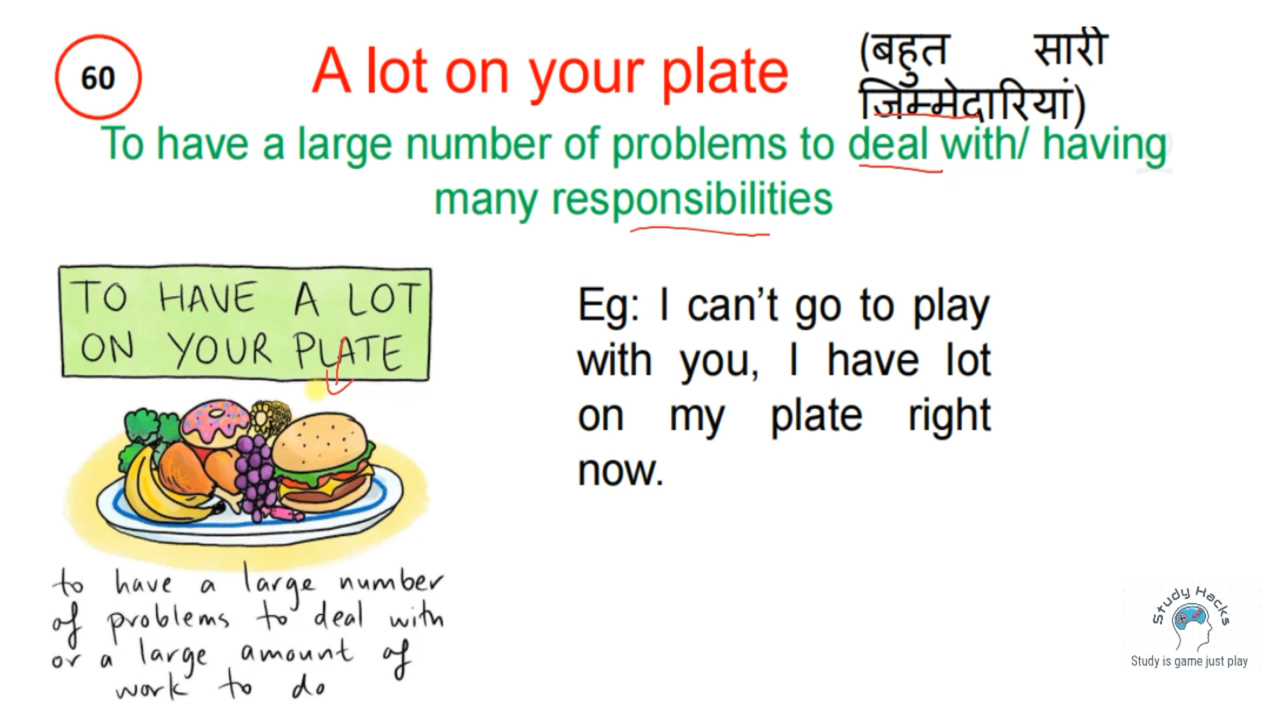 60
A lot on your plate
(बहुत सारी
जिम्मेदारियां)
To have a large number of problems to deal with/ having
many responsibilities
TO HAVE A LOT
ON YOUR PLATE
to have a large number
of problems to deal with
or a large amount of
work to do
Eg: I can't go to play
with you, I have lot
on my plate right
now.
Study Hacks
Study is game just play